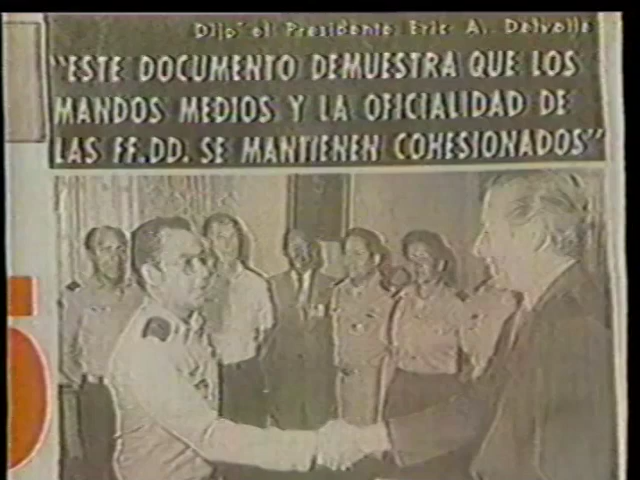 Dijo el Presidente Eric A. Delvalle
"ESTE DOCUMENTO DEMUESTRA QUE LOS
MANDOS MEDIOS Y LA OFICIALIDAD DE
LAS FF.DD. SE MANTIENEN COHESIONADOS"
5